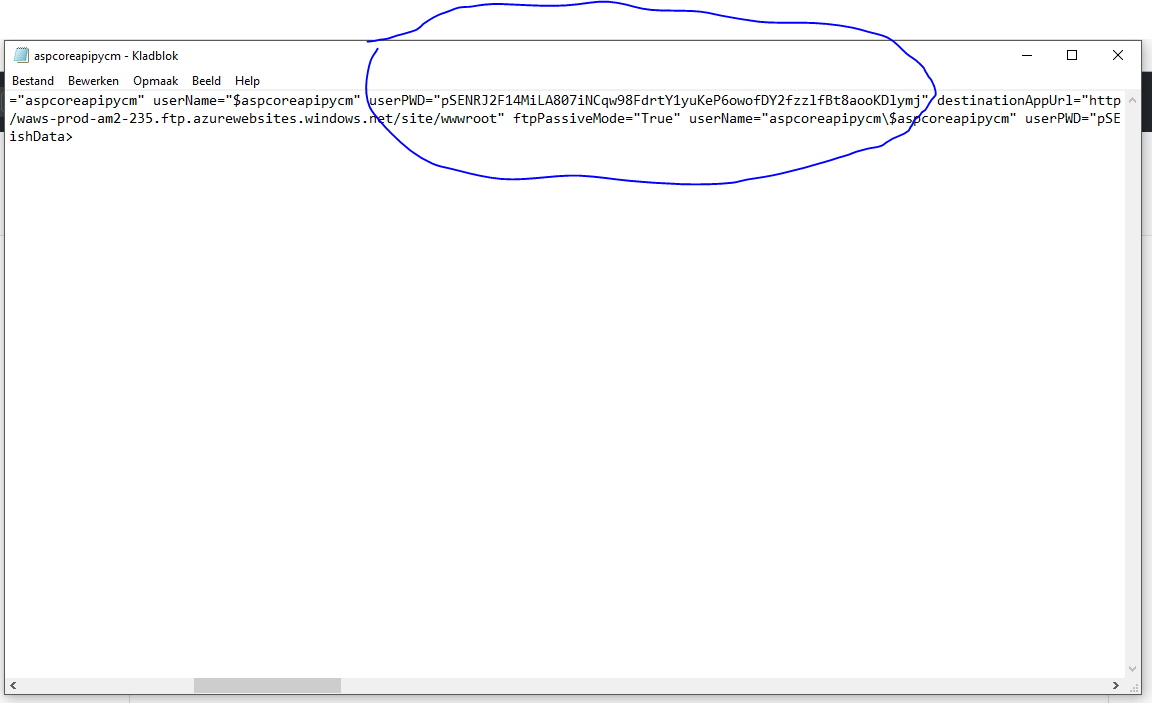 aspcoreapipycm - Kladblok
Bestand Bewerken Opmaak Beeld Help
="aspcoreapipycm" userName="$aspcoreapipycm" userPWD="pSENRJ2F14MiLA807iNCqw98FdrtY1yuKeP6owofDY2fzzlfBt8aooKDlymj" destinationAppUrl="http
/waws-prod-am2-235.ftp.azurewebsites.windows.net/site/wwwroot" ftpPassiveMode="True" userName="aspcoreapipycm\$aspcoreapipycm" userPWD="pSE
ishData>